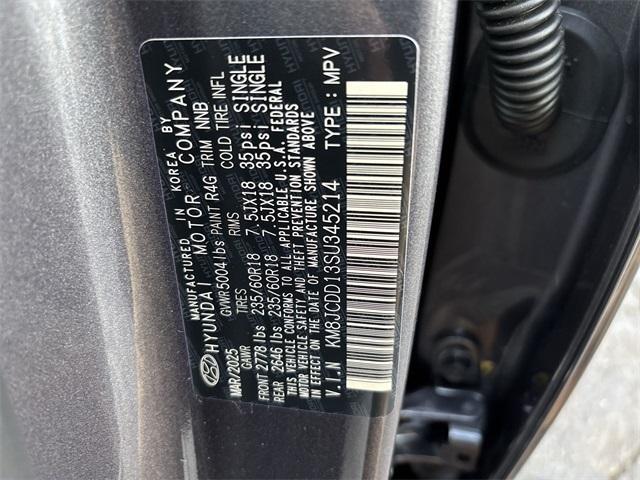 MANUFACTURED IN KOREA BY
HYUNDAI MOTOR COMPANY
MAR/2025 GVWR 5004 lbs PAINT R4G TRIM NNB
GAWR TIRES RIMS COLD TIRE INFL
FRONT 2778 lbs 235/60R18 7.5JX18 35psi SINGLE
REAR 2646 lbs 235/60R18 7.5JX18 35psi SINGLE
THIS VEHICLE CONFORMS TO ALL APPLICABLE U.S.A. FEDERAL
MOTOR VEHICLE SAFETY, BUMPER, AND THEFT PREVENTION STANDARDS
IN EFFECT ON THE DATE OF MANUFACTURE SHOWN ABOVE
V.I.N KM8JCDD13SU345214 TYPE : MPV